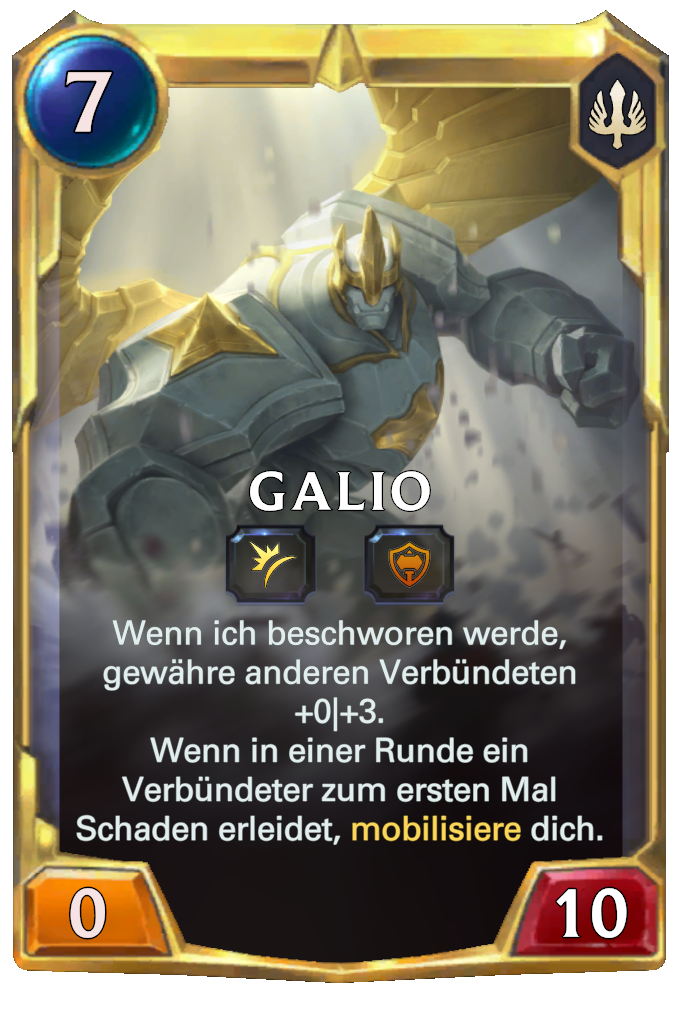 7
GALIO
Wenn ich beschworen werde,
gewähre anderen Verbündeten
+0|+3.
Wenn in einer Runde ein
Verbündeter zum ersten Mal
Schaden erleidet, mobilisiere dich.
0
10